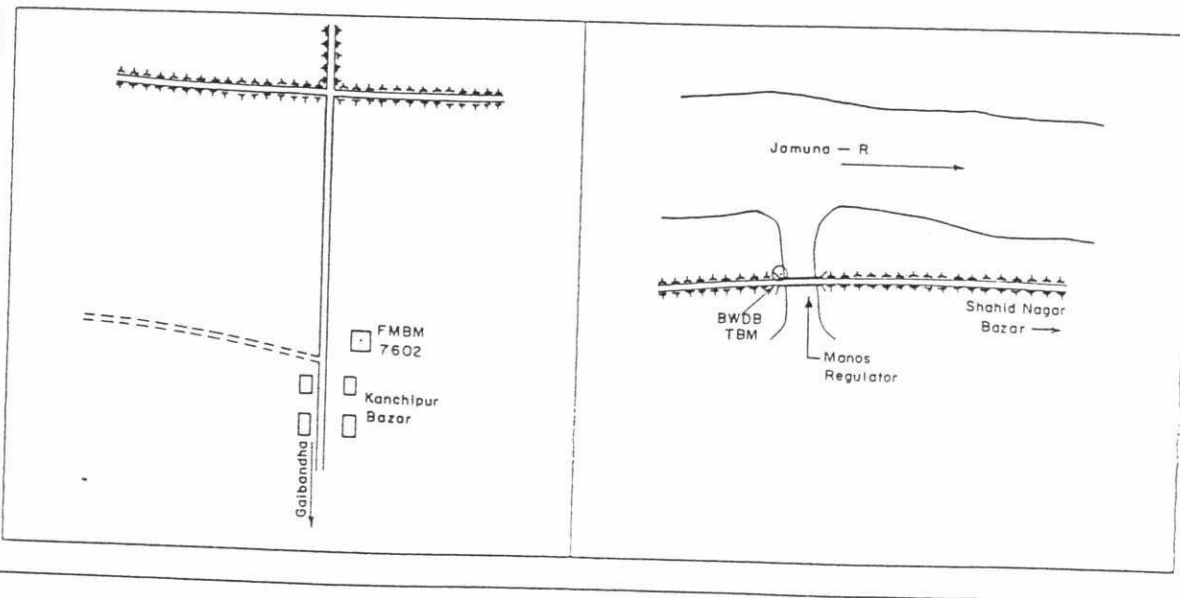 FMBM
7602
Kanchipur
Bazar
Gaibandha
Jamuna — R
BWDB
TBM
Manos
Regulator
Shahid Nagar
Bazar